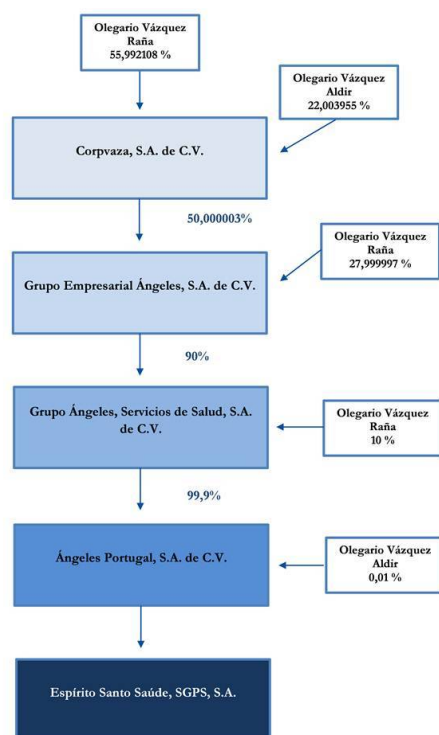 Olegario Vázquez
Raña
55,992108 %
Olegario Vázquez
Aldir
22,003955 %
Corpvaza, S.A. de C.V.
50,000003%
Olegario Vázquez
Raña
27,999997 %
Grupo Empresarial Ángeles, S.A. de C.V.
90%
Grupo Ángeles, Servicios de Salud, S.A.
de C.V.
Olegario Vázquez
Raña
10 %
99,9%
Ángeles Portugal, S.A. de C.V.
Olegario Vázquez
Aldir
0,01 %
Espírito Santo Saúde, SGPS, S.A.